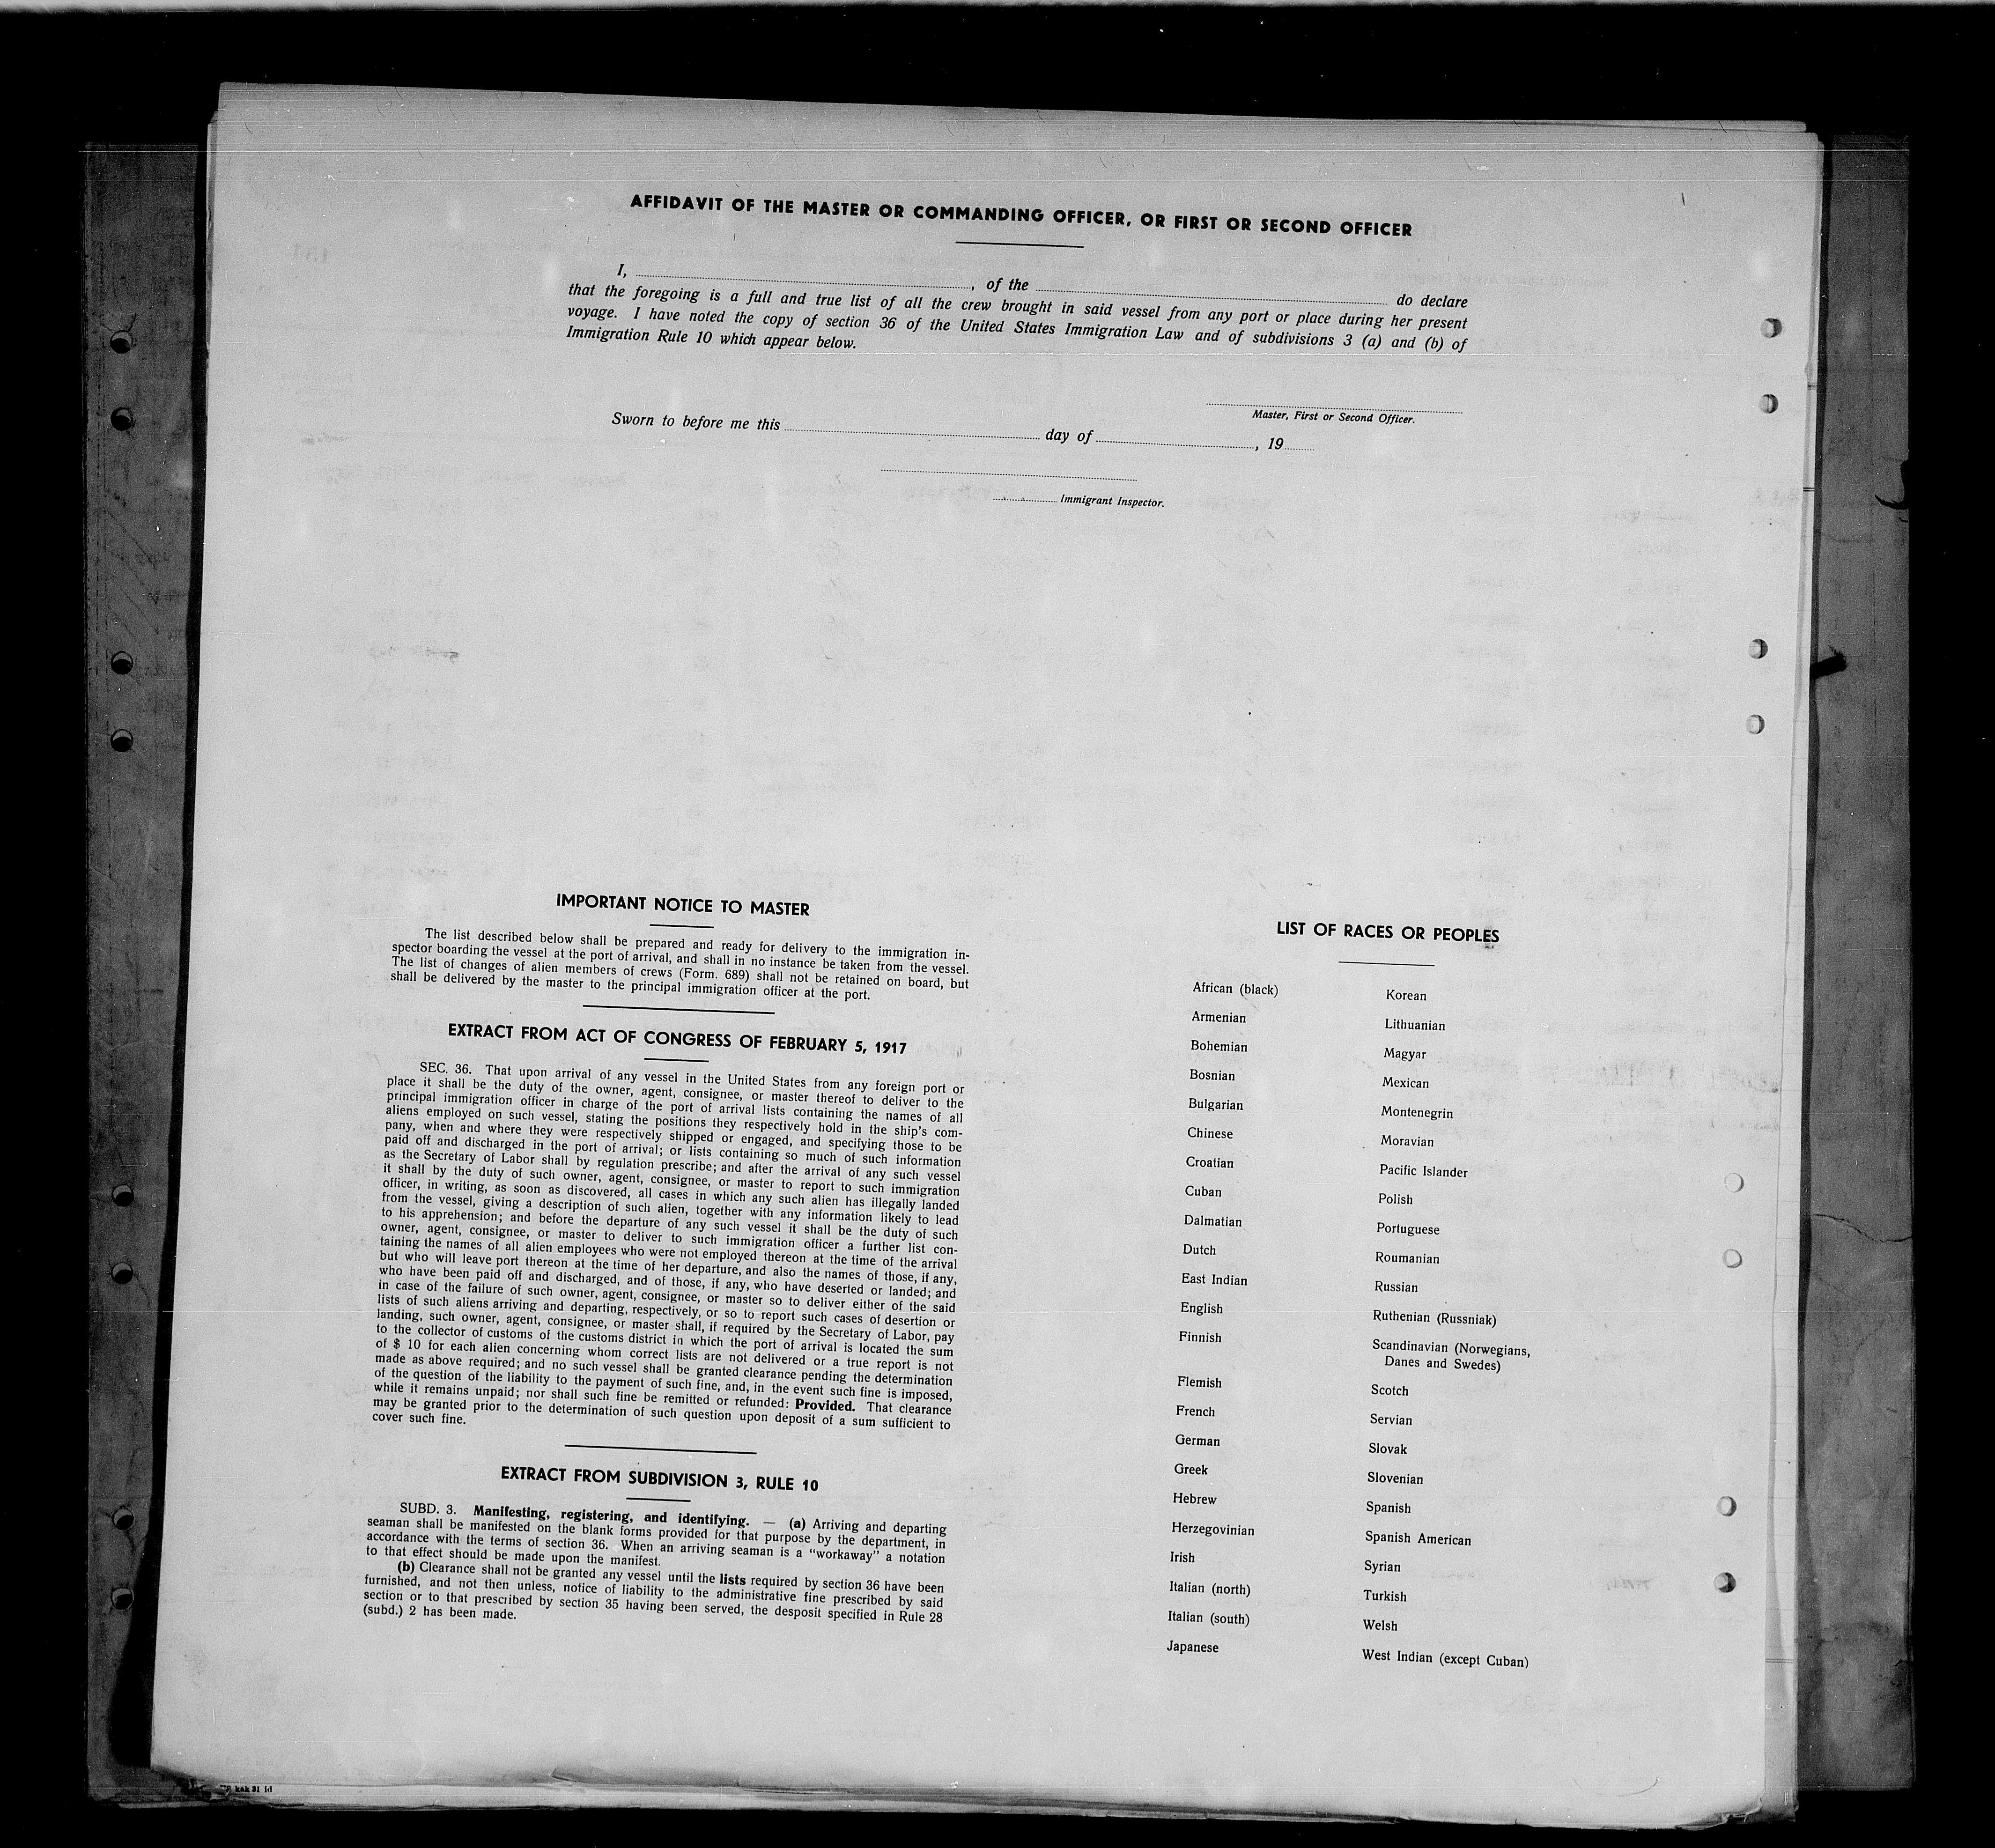 AFFIDAVIT OF THE MASTER OR COMMANDING OFFICER, OR FIRST OR SECOND OFFICER
I, ............, of the ............ do declare
that the foregoing is a full and true list of all the crew brought in said vessel from any port or place during her present
voyage. I have noted the copy of section 36 of the United States Immigration Law and of subdivisions 3 (a) and (b) of
Immigration Rule 10 which appear below.
Master, First or Second Officer.
Sworn to before me this ............ day of ............, 19......
............ Immigrant Inspector.
IMPORTANT NOTICE TO MASTER
The list described below shall be prepared and ready for delivery to the immigration in-
spector boarding the vessel at the port of arrival, and shall in no instance be taken from the vessel.
The list of changes of alien members of crews (Form. 689) shall not be retained on board, but
shall be delivered by the master to the principal immigration officer at the port.
EXTRACT FROM ACT OF CONGRESS OF FEBRUARY 5, 1917
SEC. 36. That upon arrival of any vessel in the United States from any foreign port or
place it shall be the duty of the owner, agent, consignee, or master thereof to deliver to the
principal immigration officer in charge of the port of arrival lists containing the names of all
aliens employed on such vessel, stating the positions they respectively hold in the ship's com-
pany, when and where they were respectively shipped or engaged, and specifying those to be
paid off and discharged in the port of arrival; or lists containing so much of such information
as the Secretary of Labor shall by regulation prescribe; and after the arrival of any such vessel
it shall by the duty of such owner, agent, consignee, or master to report to such immigration
officer, in writing, as soon as discovered, all cases in which any such alien has illegally landed
from the vessel, giving a description of such alien, together with any information likely to lead
to his apprehension; and before the departure of any such vessel it shall be the duty of such
owner, agent, consignee, or master to deliver to such immigration officer a further list con-
taining the names of all alien employees who were not employed thereon at the time of the arrival
but who will leave port thereon at the time of her departure, and also the names of those, if any,
who have been paid off and discharged, and of those, if any, who have deserted or landed; and
in case of the failure of such owner, agent, consignee, or master so to deliver either of the said
lists of such aliens arriving and departing, respectively, or so to report such cases of desertion or
landing, such owner, agent, consignee, or master shall, if required by the Secretary of Labor, pay
to the collector of customs of the customs district in which the port of arrival is located the sum
of $ 10 for each alien concerning whom correct lists are not delivered or a true report is not
made as above required; and no such vessel shall be granted clearance pending the determination
of the question of the liability to the payment of such fine, and, in the event such fine is imposed,
while it remains unpaid; nor shall such fine be remitted or refunded: Provided. That clearance
may be granted prior to the determination of such question upon deposit of a sum sufficient to
cover such fine.
EXTRACT FROM SUBDIVISION 3, RULE 10
SUBD. 3. Manifesting, registering, and identifying. — (a) Arriving and departing
seaman shall be manifested on the blank forms provided for that purpose by the department, in
accordance with the terms of section 36. When an arriving seaman is a "workaway" a notation
to that effect should be made upon the manifest.
(b) Clearance shall not be granted any vessel until the lists required by section 36 have been
furnished, and not then unless, notice of liability to the administrative fine prescribed by said
section or to that prescribed by section 35 having been served, the desposit specified in Rule 28
(subd.) 2 has been made.
LIST OF RACES OR PEOPLES
African (black)
Armenian
Bohemian
Bosnian
Bulgarian
Chinese
Croatian
Cuban
Dalmatian
Dutch
East Indian
English
Finnish
Flemish
French
German
Greek
Hebrew
Herzegovinian
Irish
Italian (north)
Italian (south)
Japanese
Korean
Lithuanian
Magyar
Mexican
Montenegrin
Moravian
Pacific Islander
Polish
Portuguese
Roumanian
Russian
Ruthenian (Russniak)
Scandinavian (Norwegians,
Danes and Swedes)
Scotch
Servian
Slovak
Slovenian
Spanish
Spanish American
Syrian
Turkish
Welsh
West Indian (except Cuban)